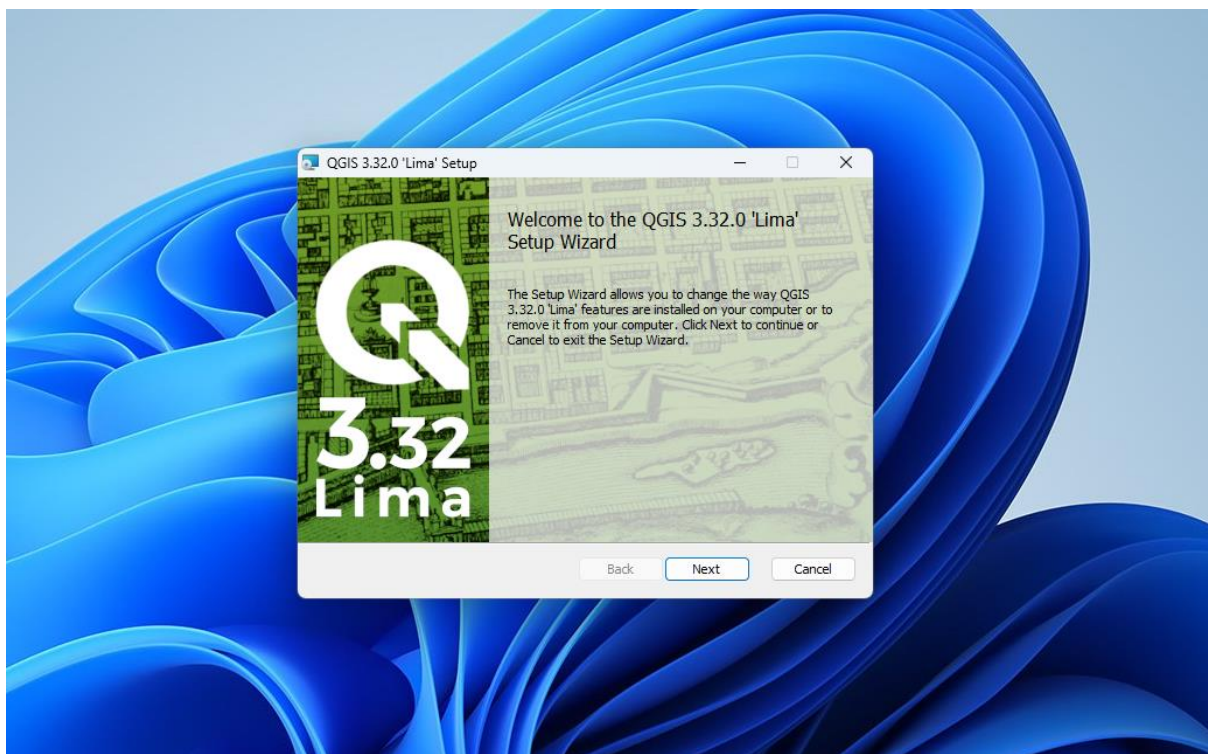 QGIS 3.32.0 'Lima' Setup
Welcome to the QGIS 3.32.0 'Lima'
Setup Wizard
The Setup Wizard allows you to change the way QGIS
3.32.0 'Lima' features are installed on your computer or to
remove it from your computer. Click Next to continue or
Cancel to exit the Setup Wizard.
3.32
Lima
Back
Next
Cancel